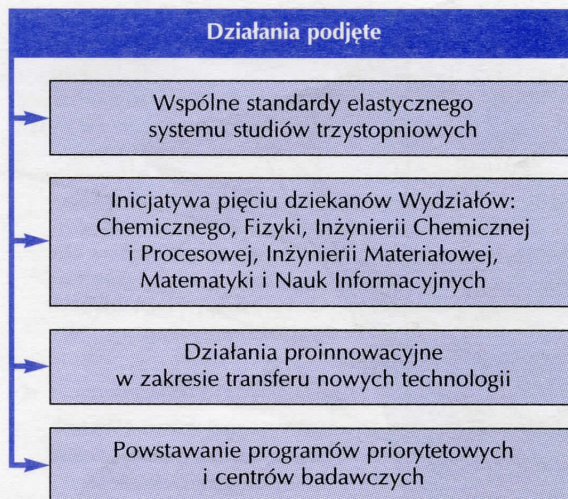 Działania podjęte
Wspólne standardy elastycznego
systemu studiów trzystopniowych
Inicjatywa pięciu dziekanów Wydziałów:
Chemicznego, Fizyki, Inżynierii Chemicznej
i Procesowej, Inżynierii Materiałowej,
Matematyki i Nauk Informacyjnych
Działania proinnowacyjne
w zakresie transferu nowych technologii
Powstawanie programów priorytetowych
i centrów badawczych